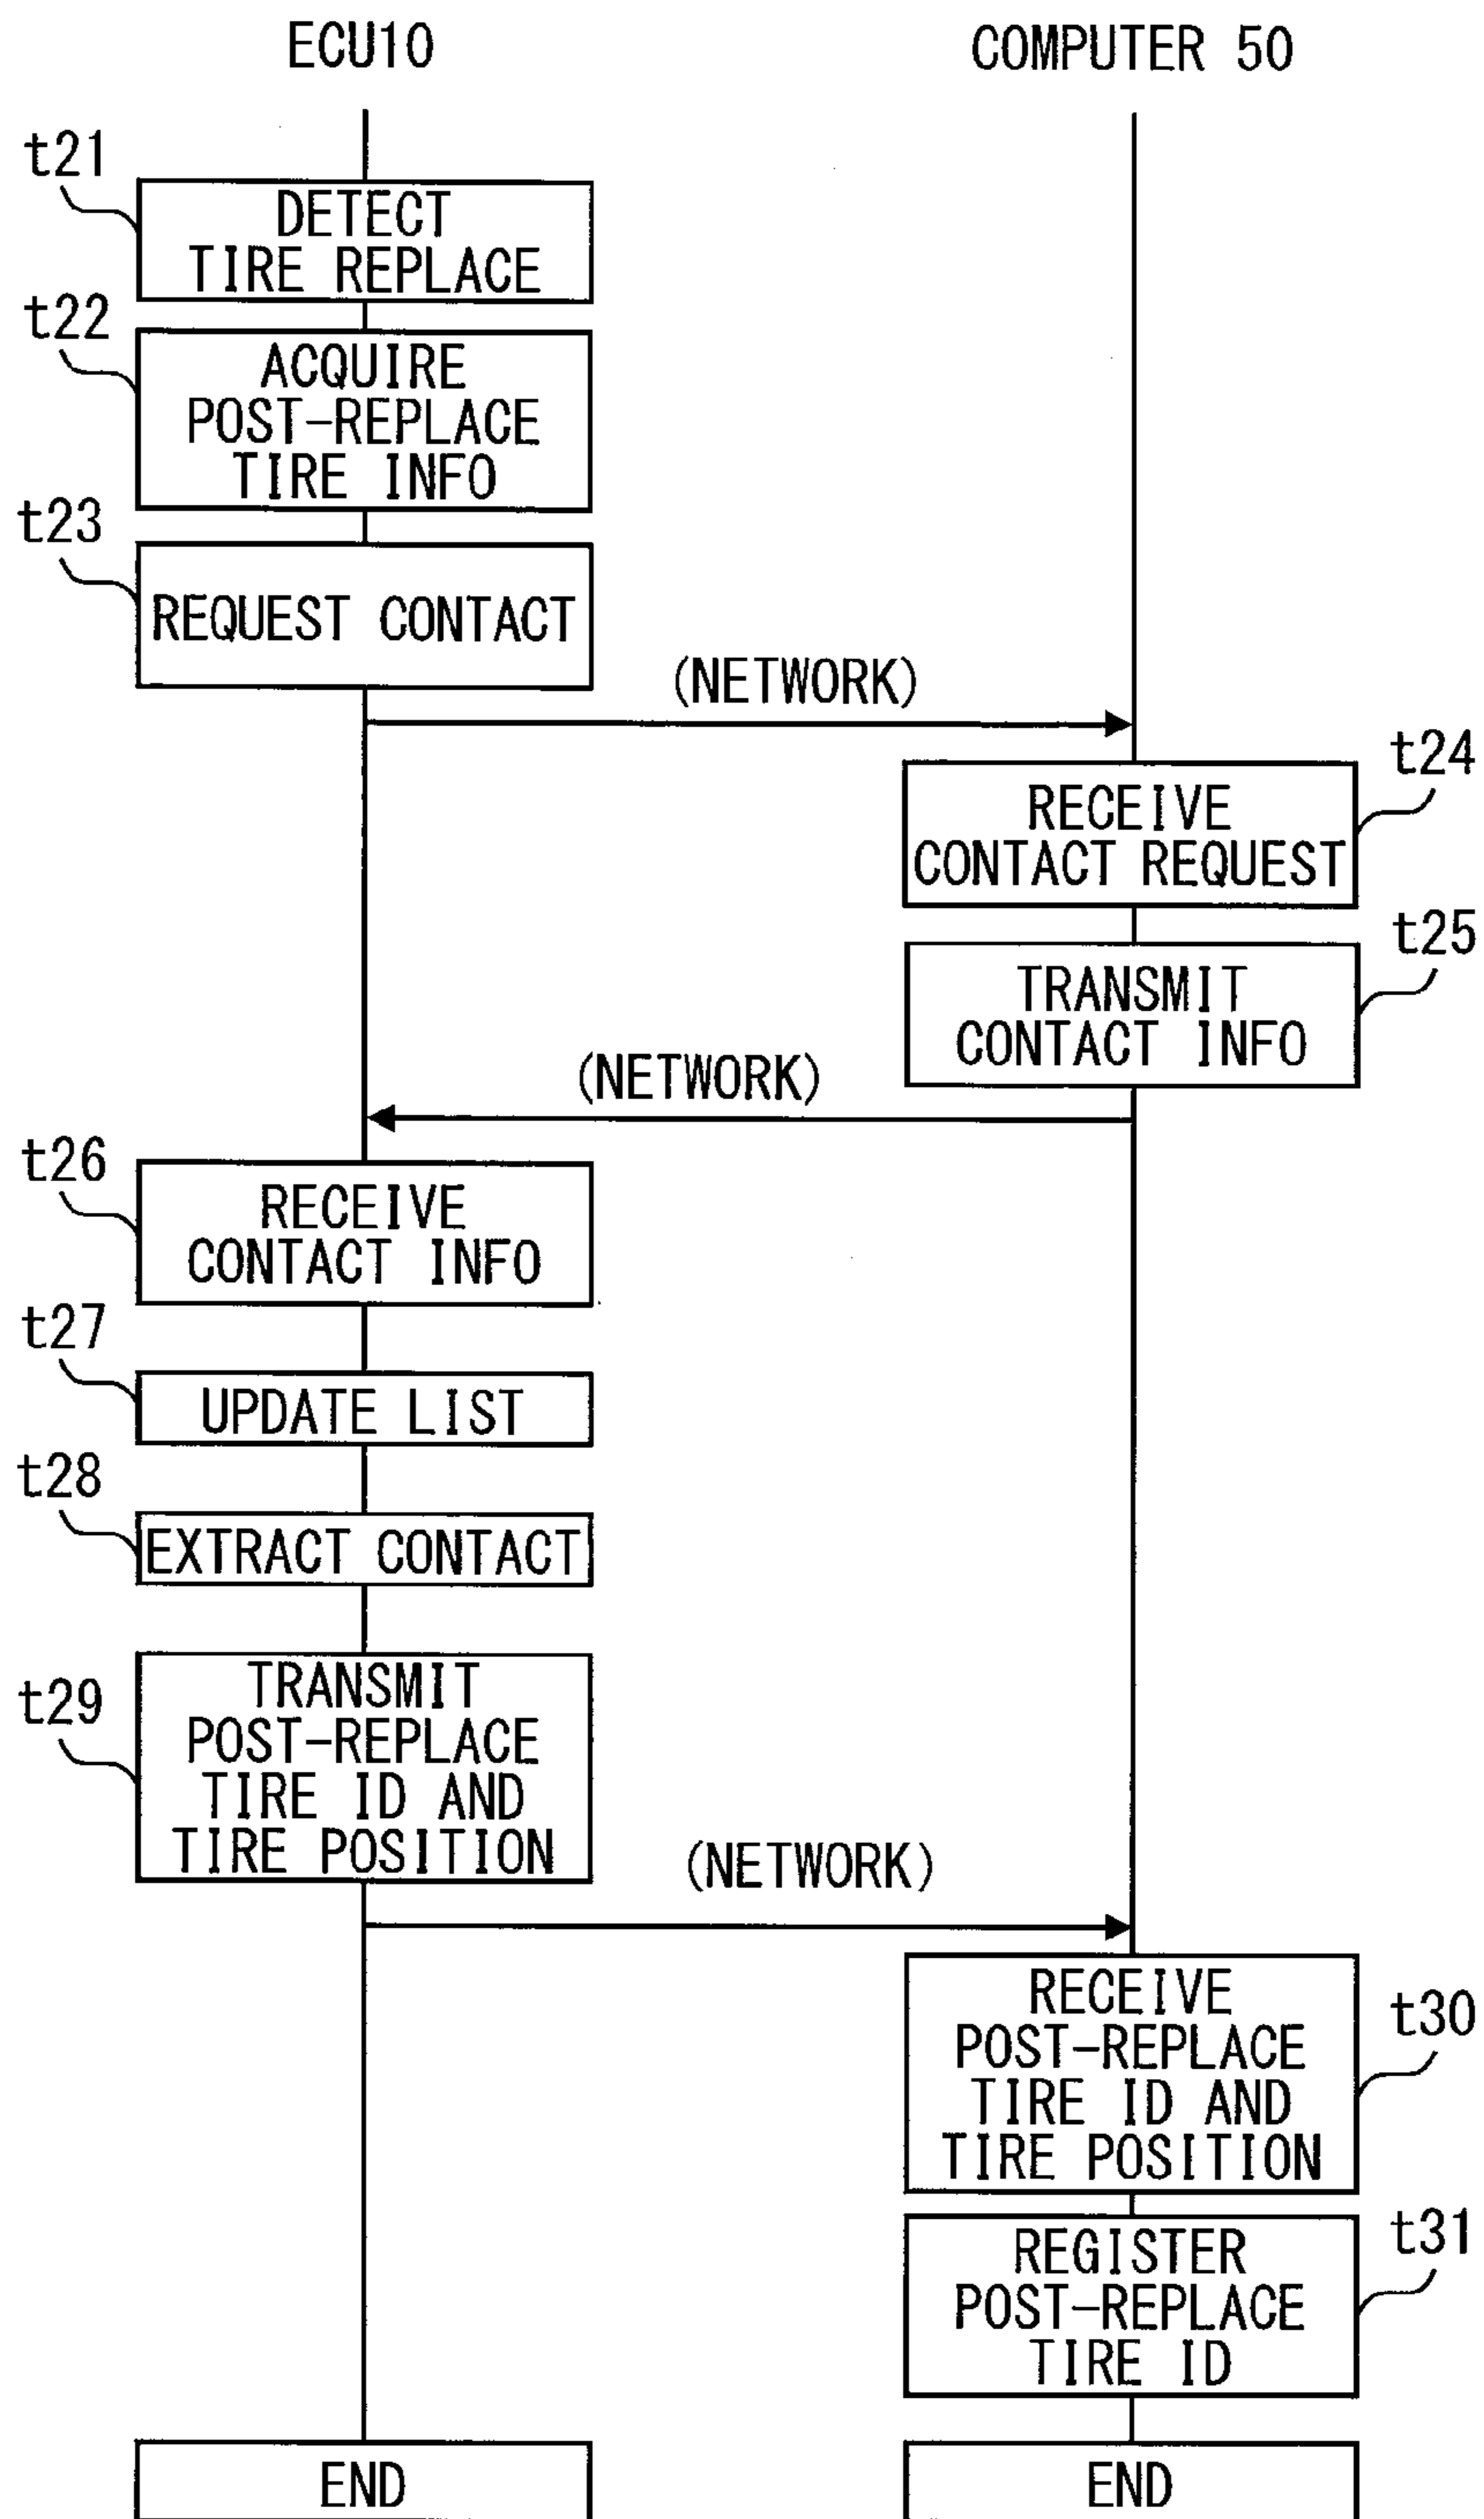 ECU10
COMPUTER 50
t21
DETECT
TIRE REPLACE
t22
ACQUIRE
POST-REPLACE
TIRE INFO
t23
REQUEST CONTACT
(NETWORK)
t24
RECEIVE
CONTACT REQUEST
t25
TRANSMIT
CONTACT INFO
(NETWORK)
t26
RECEIVE
CONTACT INFO
t27
UPDATE LIST
t28
EXTRACT CONTACT
t29
TRANSMIT
POST-REPLACE
TIRE ID AND
TIRE POSITION
(NETWORK)
t30
RECEIVE
POST-REPLACE
TIRE ID AND
TIRE POSITION
t31
REGISTER
POST-REPLACE
TIRE ID
END
END